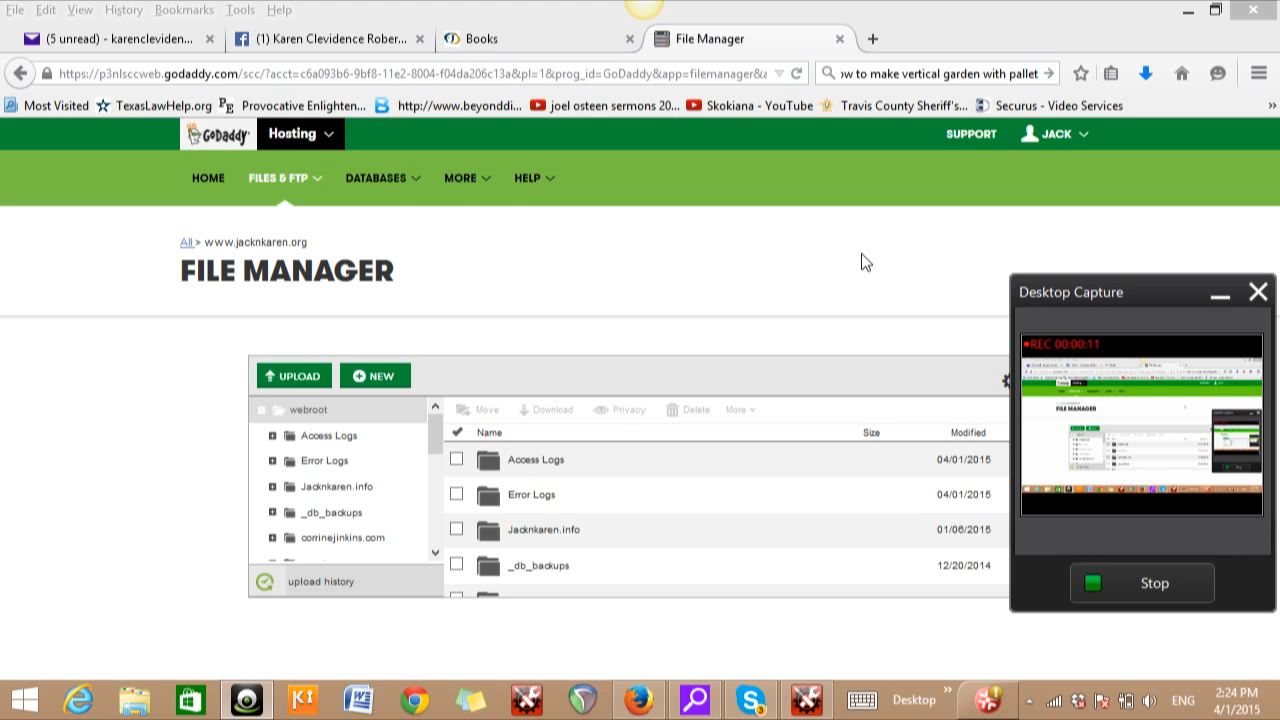 File Edit View History Bookmarks Tools Help
(5 unread) - karencleviden... × (1) Karen Clevidence Rober... × Books × File Manager × +
https://p3nlsccweb.godaddy.com/scc/?acct=c6a093b6-9bf8-11e2-8004-f04da206c13a&pl=1&prog_id=GoDaddy&app=filemanager& w to make vertical garden with pallet
Most Visited TexasLawHelp.org PE Provocative Enlighten... http://www.beyonddi... joel osteen sermons 20... Skokiana - YouTube Travis County Sheriff's... Securus - Video Services »
GoDaddy Hosting SUPPORT JACK
HOME FILES & FTP DATABASES MORE HELP
All » www.jacknkaren.org
FILE MANAGER
Desktop Capture
REC 00:00:11
FILE MANAGER
UPLOAD NEW
webroot Move Download Privacy Delete More
Name Size Modified
Access Logs
Error Logs
Jacknkaren.info
_db_backups
corrinejinkins.com
Access Logs 04/01/2015
Error Logs 04/01/2015
Jacknkaren.info 01/06/2015
_db_backups 12/20/2014
upload history
Stop
KI Desktop » 3 ENG 2:24 PM
4/1/2015